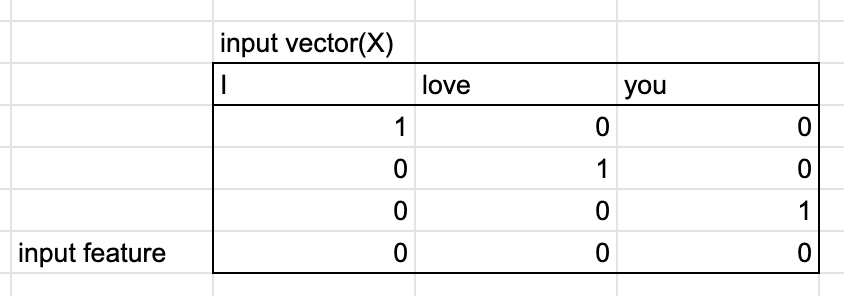 input vector(X)
I love you
1 0 0
0 1 0
0 0 1
input feature 0 0 0